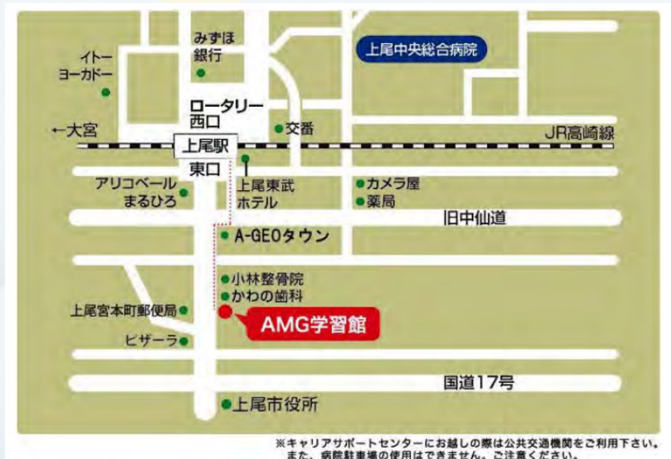 みずほ
銀行
イトー
ヨーカドー
上尾中央総合病院
ロータリー
西口
交番
←大宮
上尾駅
JR高崎線
東口
アリコベール
まるひろ
上尾東武
ホテル
カメラ屋
薬局
旧中仙道
A-GEOタウン
小林整骨院
かわの歯科
上尾宮本町郵便局
AMG学習館
ピザーラ
国道17号
上尾市役所
※キャリアサポートセンターにお越しの際は公共交通機関をご利用下さい。
また、病院駐車場の使用はできません。ご注意ください。